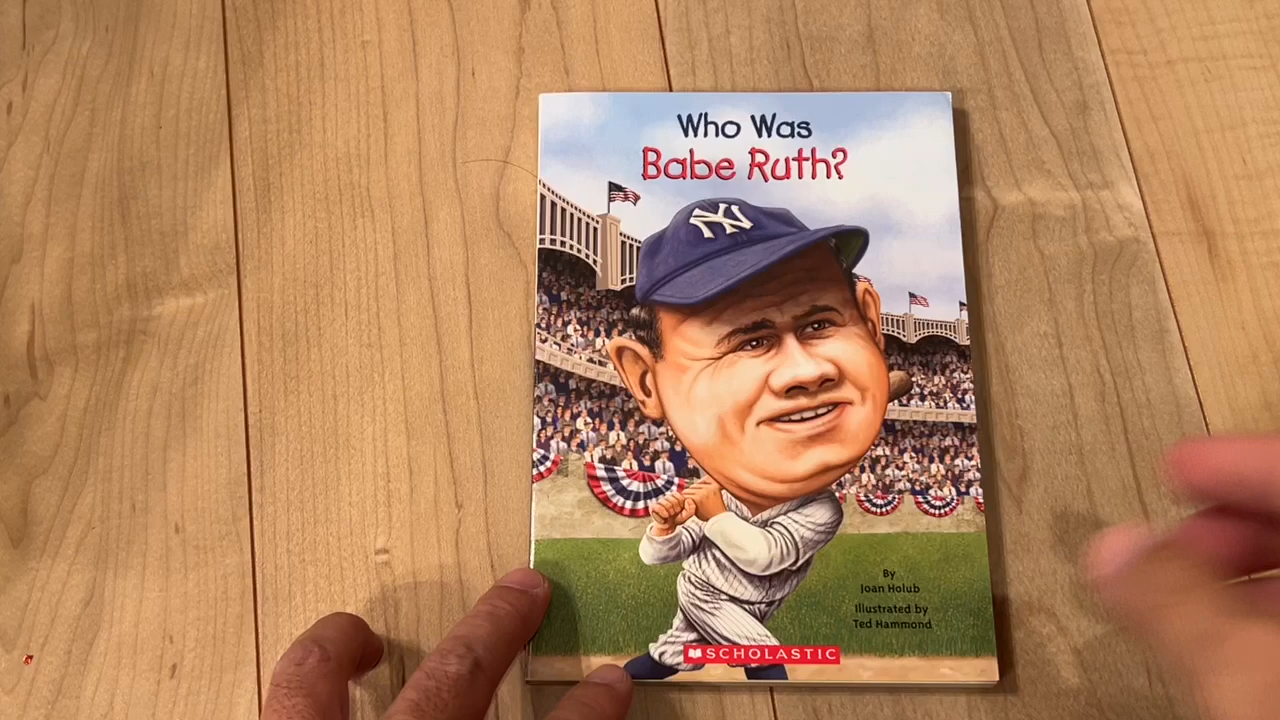 Who Was
Babe Ruth?
NY
By
Joan Holub
Illustrated by
Ted Hammond
SCHOLASTIC